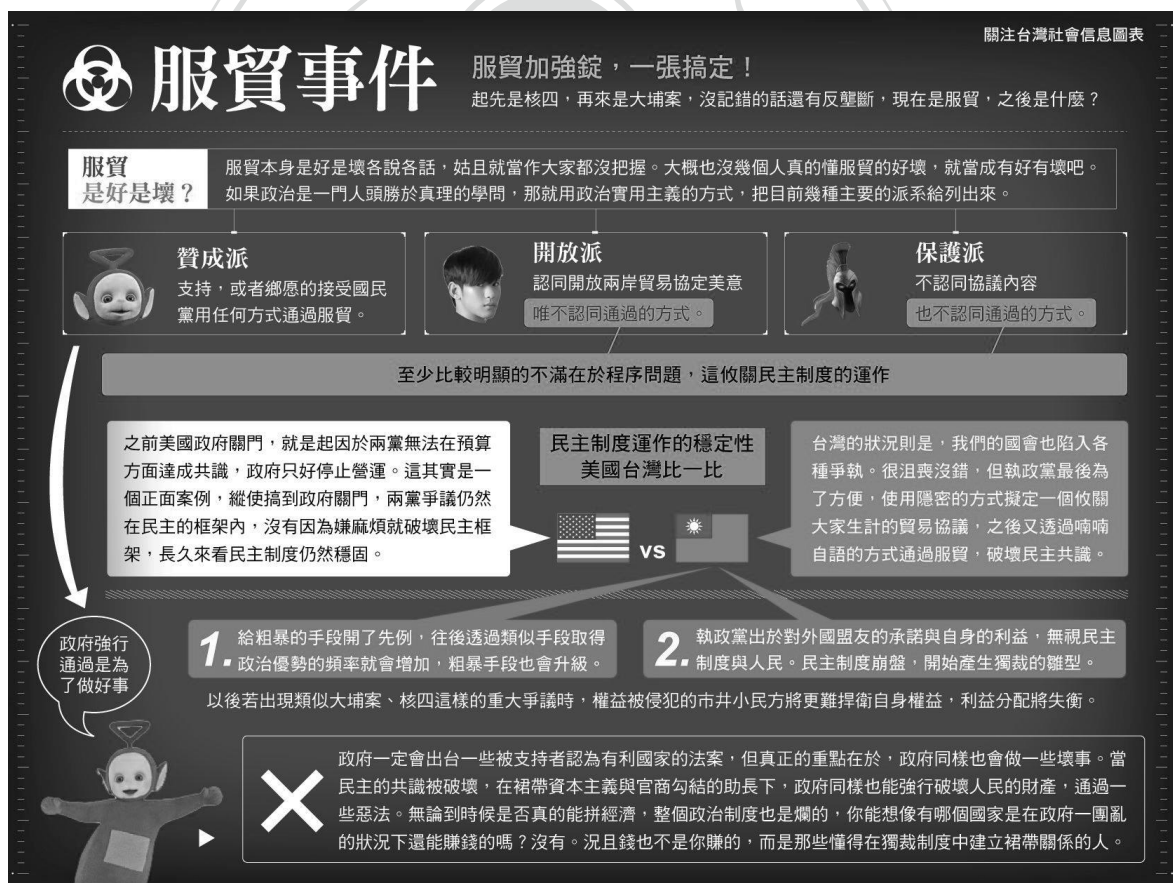 關注台灣社會信息圖表
服貿事件
服貿加強錠，一張搞定！
起先是核四，再來是大埔案，沒記錯的話還有反壟斷，現在是服貿，之後是什麼？
服貿
是好是壞？
服貿本身是好是壞各說各話，姑且就當作大家都沒把握。大概也沒幾個人真的懂服貿的好壞，就當成有好有壞吧。
如果政治是一門人頭勝於真理的學問，那就用政治實用主義的方式，把目前幾種主要的派系給列出來。
贊成派
支持，或者鄉愿的接受國民
黨用任何方式通過服貿。
開放派
認同開放兩岸貿易協定美意
唯不認同通過的方式。
保護派
不認同協議內容
也不認同通過的方式。
至少比較明顯的不滿在於程序問題，這攸關民主制度的運作
之前美國政府關門，就是起因於兩黨無法在預算
方面達成共識，政府只好停止營運。這其實是一
個正面案例，縱使搞到政府關門，兩黨爭議仍然
在民主的框架內，沒有因為嫌麻煩就破壞民主框
架，長久來看民主制度仍然穩固。
民主制度運作的穩定性
美國台灣比一比
VS
台灣的狀況則是，我們的國會也陷入各
種爭執。很沮喪沒錯，但執政黨最後為
了方便，使用隱密的方式擬定一個攸關
大家生計的貿易協議，之後又透過喃喃
自語的方式通過服貿，破壞民主共識。
政府強行
通過是為
了做好事
1. 給粗暴的手段開了先例，往後透過類似手段取得
政治優勢的頻率就會增加，粗暴手段也會升級。
2. 執政黨出於對外國盟友的承諾與自身的利益，無視民主
制度與人民。民主制度崩盤，開始產生獨裁的雛型。
以後若出現類似大埔案、核四這樣的重大爭議時，權益被侵犯的市井小民方將更難捍衛自身權益，利益分配將失衡。
政府一定會出台一些被支持者認為有利國家的法案，但真正的重點在於，政府同樣也會做一些壞事。當
民主的共識被破壞，在裙帶資本主義與官商勾結的助長下，政府同樣也能強行破壞人民的財產，通過一
些惡法。無論到時候是否真的能拼經濟，整個政治制度也是爛的，你能想像有哪個國家是在政府一團亂
的狀況下還能賺錢的嗎？沒有。況且錢也不是你賺的，而是那些懂得在獨裁制度中建立裙帶關係的人。